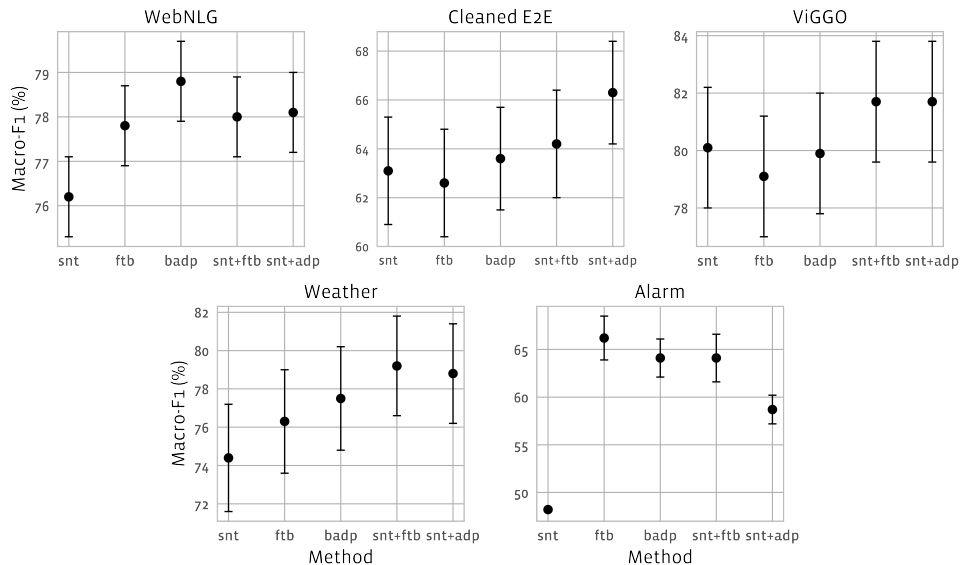 WebNLG
Macro-F1 (%)
79
78
77
76
snt ftb badp snt+ftb snt+adp
Cleaned E2E
68
66
64
62
60
snt ftb badp snt+ftb snt+adp
ViGGO
84
82
80
78
snt ftb badp snt+ftb snt+adp
Weather
Macro-F1 (%)
82
80
78
76
74
72
snt ftb badp snt+ftb snt+adp
Method
Alarm
65
60
55
50
snt ftb badp snt+ftb snt+adp
Method